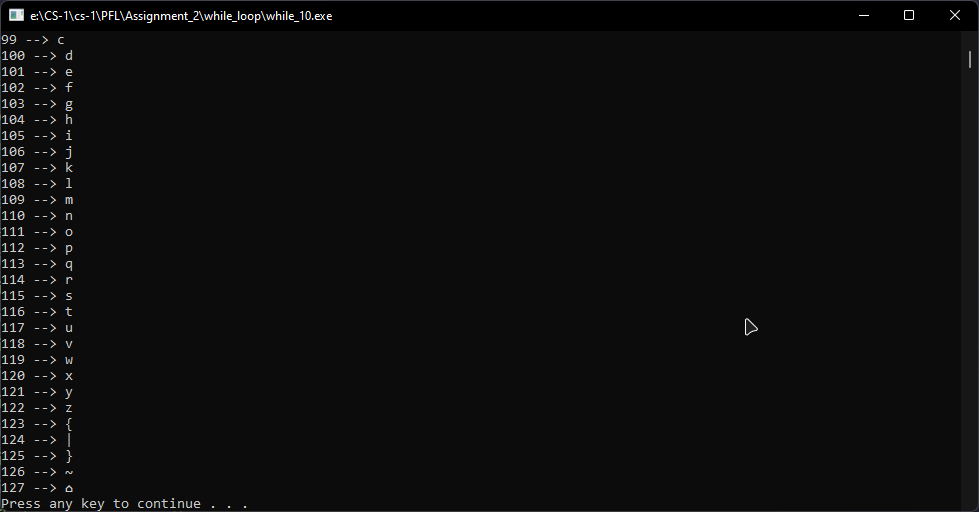 e:\CS-1\cs-1\PFL\Assignment_2\while_loop\while_10.exe
99 --> c
100 --> d
101 --> e
102 --> f
103 --> g
104 --> h
105 --> i
106 --> j
107 --> k
108 --> l
109 --> m
110 --> n
111 --> o
112 --> p
113 --> q
114 --> r
115 --> s
116 --> t
117 --> u
118 --> v
119 --> w
120 --> x
121 --> y
122 --> z
123 --> {
124 --> |
125 --> }
126 --> ~
127 --> ⌂
Press any key to continue . . .